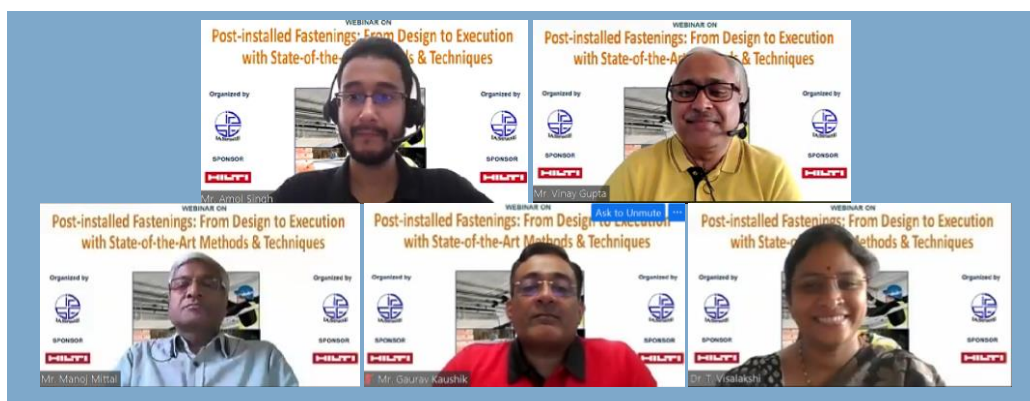 WEBINAR ON
Post-installed Fastenings: From Design to Execution
with State-of-the- s & Techniques
Organized by
Organized by
SPONSOR
SPONSOR
HILTI
HILTI
Mr. Amol Singh
WEBINAR ON
Post-installed Fastenings: From Design to Execution
with State-of-the-Ar thods & Techniques
Organized by
Organized by
SPONSOR
SPONSOR
HILTI
HILTI
Mr. Vinay Gupta
WEBINAR ON
Post-installed Fastenings: From Design to Execution
with State-of-the-Art Methods & Techniques
Organized by
Organized by
SPONSOR
SPONSOR
HILTI
HILTI
Mr. Manoj Mittal
WEBINAR ON
Ask to Unmute ...
Post-installed Fastenings: From Desig Execution
with State-of-the-Art Methods & Techniques
Organized by
Organized by
SPONSOR
SPONSOR
HILTI
HILTI
Mr. Gaurav Kaushik
WEBINAR ON
Post-installed Fastenings: From Design to Execution
with State-o ethods & Techniques
Organized by
Organized by
SPONSOR
SPONSOR
HILTI
HILTI
Dr. T. Visalakshi